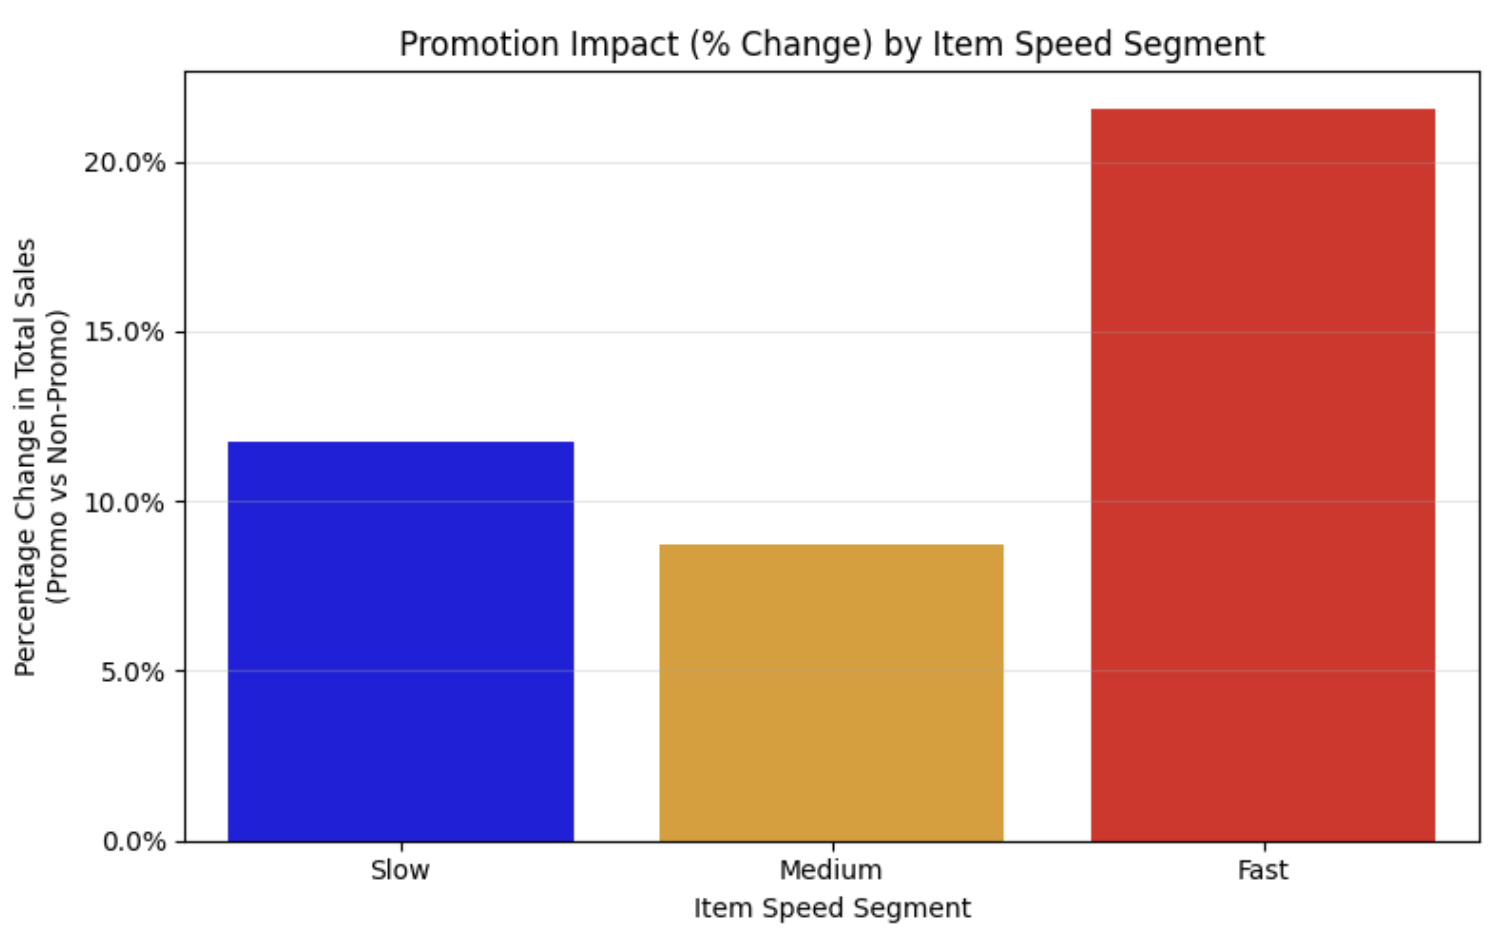 Promotion Impact (% Change) by Item Speed Segment
Percentage Change in Total Sales
(Promo vs Non-Promo)
20.0%
15.0%
10.0%
5.0%
0.0%
Slow
Medium
Fast
Item Speed Segment